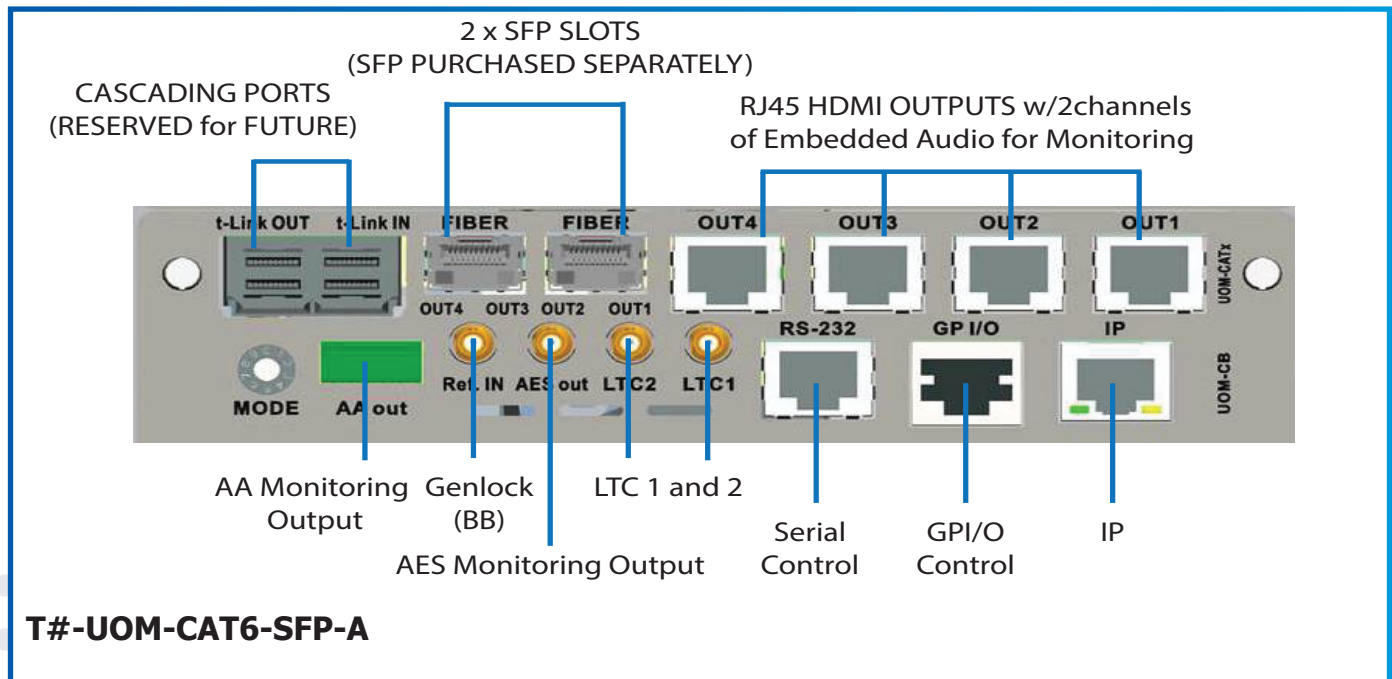 2 x SFP SLOTS
(SFP PURCHASED SEPARATELY)
CASCADING PORTS
(RESERVED for FUTURE)
RJ45 HDMI OUTPUTS w/2channels
of Embedded Audio for Monitoring
t-Link OUT t-Link IN FIBER FIBER OUT4 OUT3 OUT2 OUT1
UOM-CATx
OUT4 OUT3 OUT2 OUT1
RS-232 GP I/O IP
UOM-CB
Ref. IN AES out LTC2 LTC1
MODE AA out
AA Monitoring
Output
Genlock
(BB)
LTC 1 and 2
AES Monitoring Output
Serial
Control
GPI/O
Control
IP
T#-UOM-CAT6-SFP-A